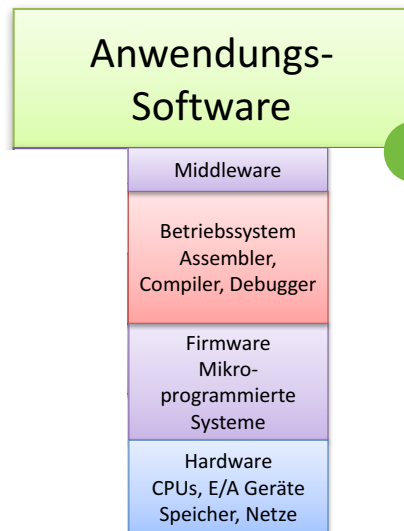 Anwendungs-
Software
Middleware
Betriebssystem
Assembler,
Compiler, Debugger
Firmware
Mikro-
programmierte
Systeme
Hardware
CPUs, E/A Geräte
Speicher, Netze